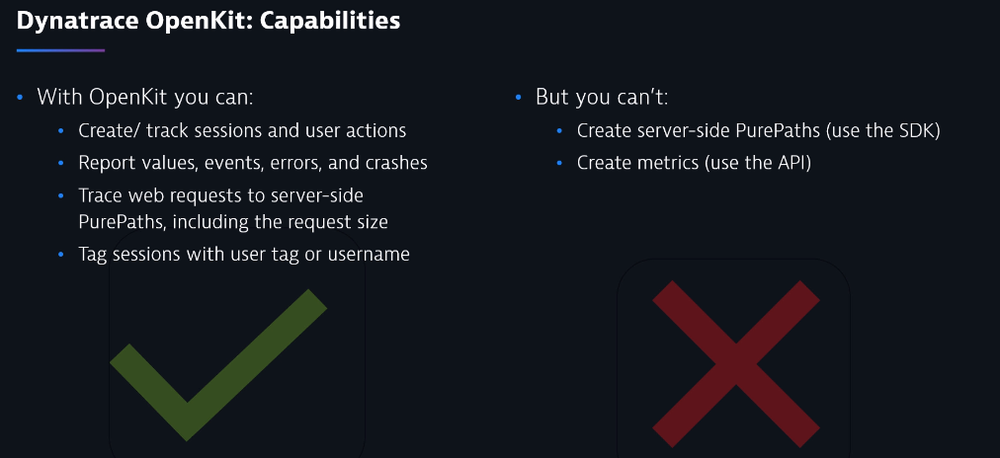 Dynatrace OpenKit: Capabilities
• With OpenKit you can:
• Create/ track sessions and user actions
• Report values, events, errors, and crashes
• Trace web requests to server-side
PurePaths, including the request size
• Tag sessions with user tag or username
• But you can’t:
• Create server-side PurePaths (use the SDK)
• Create metrics (use the API)